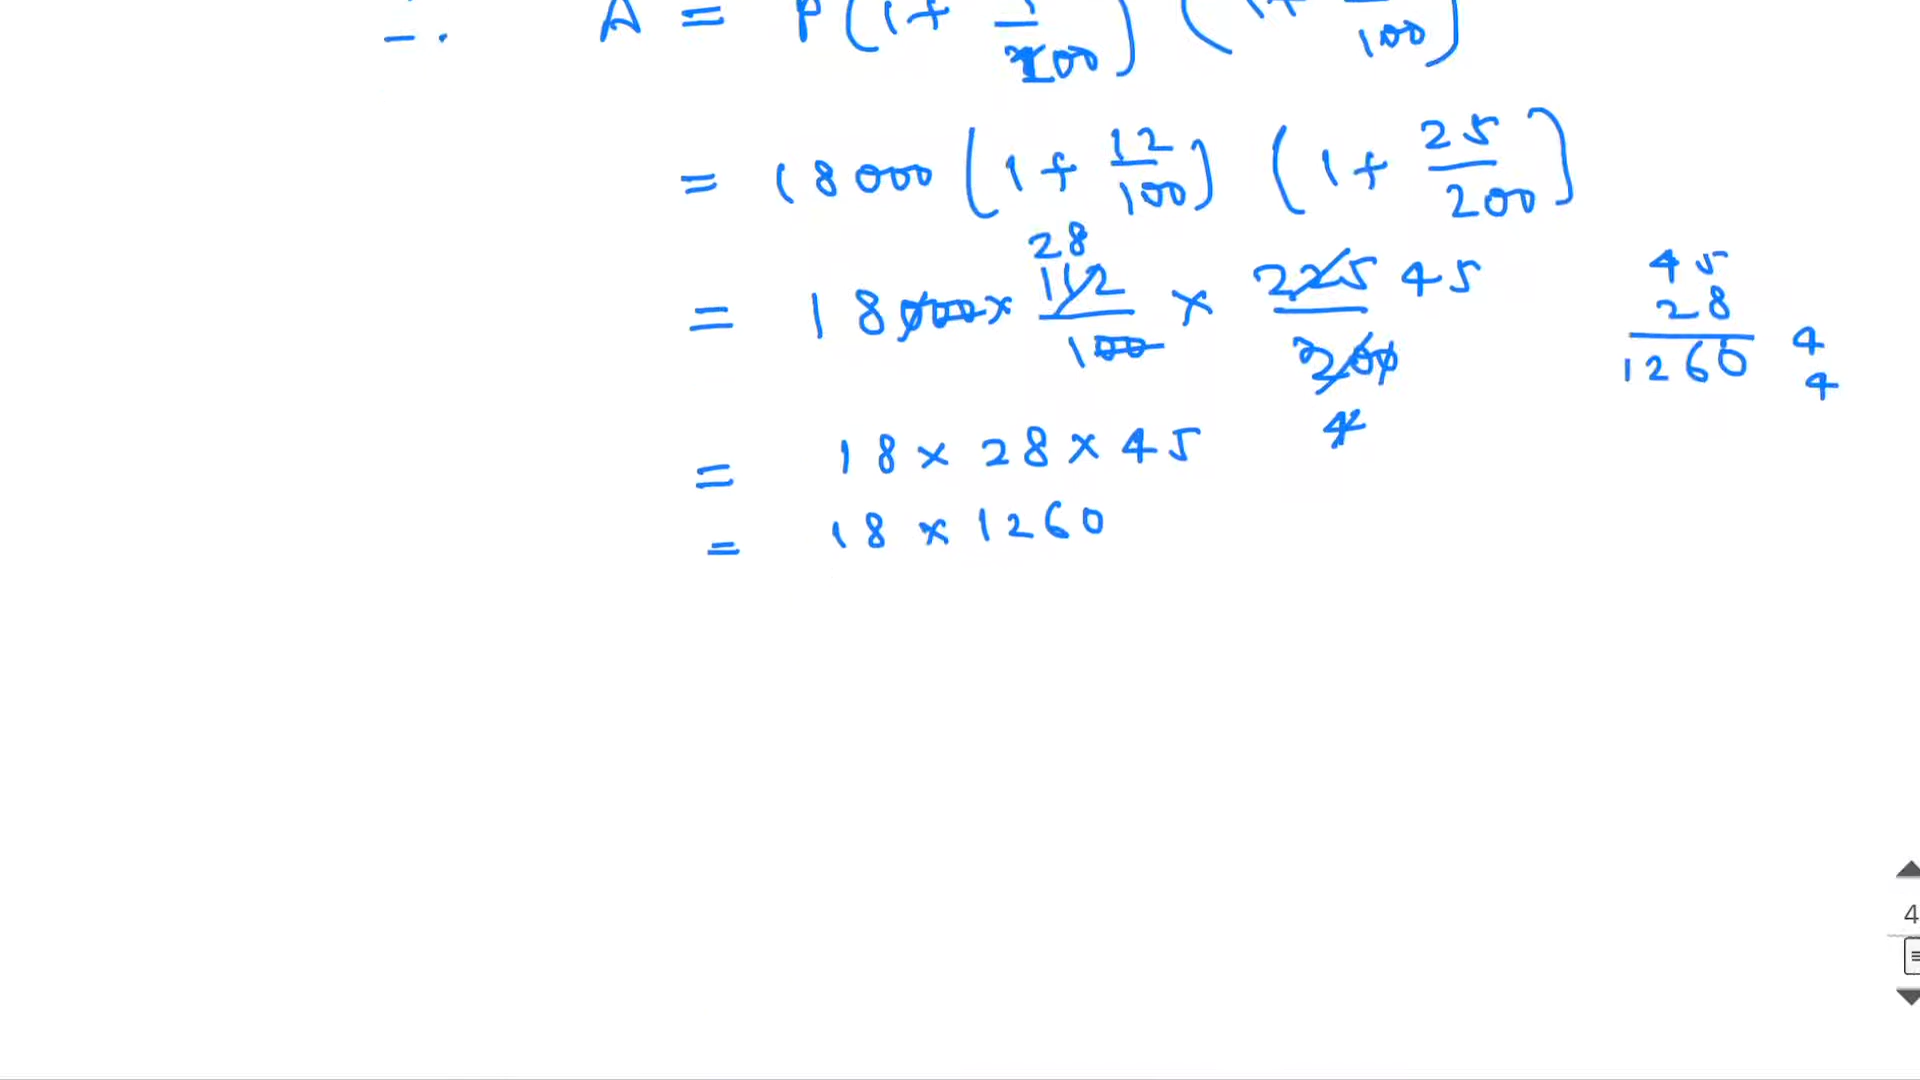 ∴ A = P(1+ /100) (1+ /100)
= 18000 (1+ 12/100) (1+ 25/200)
28
= 18000 × 112/100 × 225/200 45
4
45
28
1260 4
4
= 18 × 28 × 45
= 18 × 1260
4